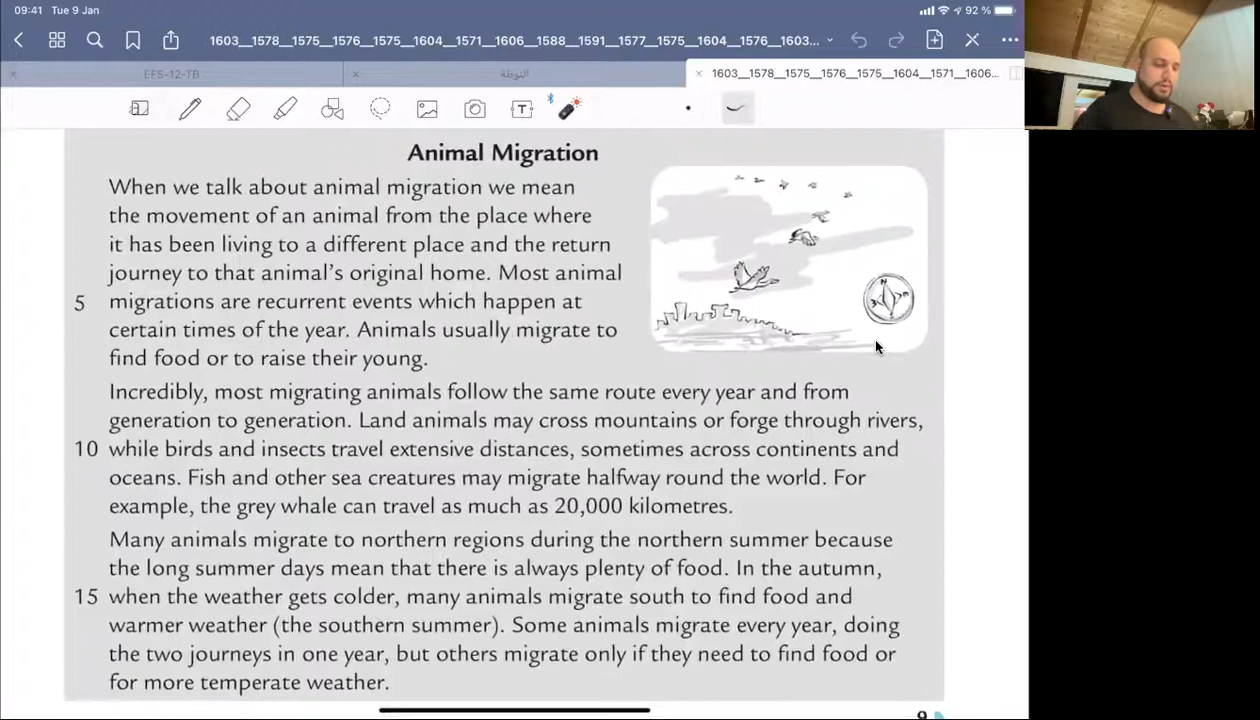 09:41 Tue 9 Jan
92 %
1603__1578__1575__1576__1575__1604__1571__1606__1588__1591__1577__1575__1604__1576__1603...
EFS-12-TB
النوطة
1603__1578__1575__1576__1575__1604__1571__1606...
Animal Migration
When we talk about animal migration we mean
the movement of an animal from the place where
it has been living to a different place and the return
journey to that animal's original home. Most animal
5 migrations are recurrent events which happen at
certain times of the year. Animals usually migrate to
find food or to raise their young.
Incredibly, most migrating animals follow the same route every year and from
generation to generation. Land animals may cross mountains or forge through rivers,
10 while birds and insects travel extensive distances, sometimes across continents and
oceans. Fish and other sea creatures may migrate halfway round the world. For
example, the grey whale can travel as much as 20,000 kilometres.
Many animals migrate to northern regions during the northern summer because
the long summer days mean that there is always plenty of food. In the autumn,
15 when the weather gets colder, many animals migrate south to find food and
warmer weather (the southern summer). Some animals migrate every year, doing
the two journeys in one year, but others migrate only if they need to find food or
for more temperate weather.
9